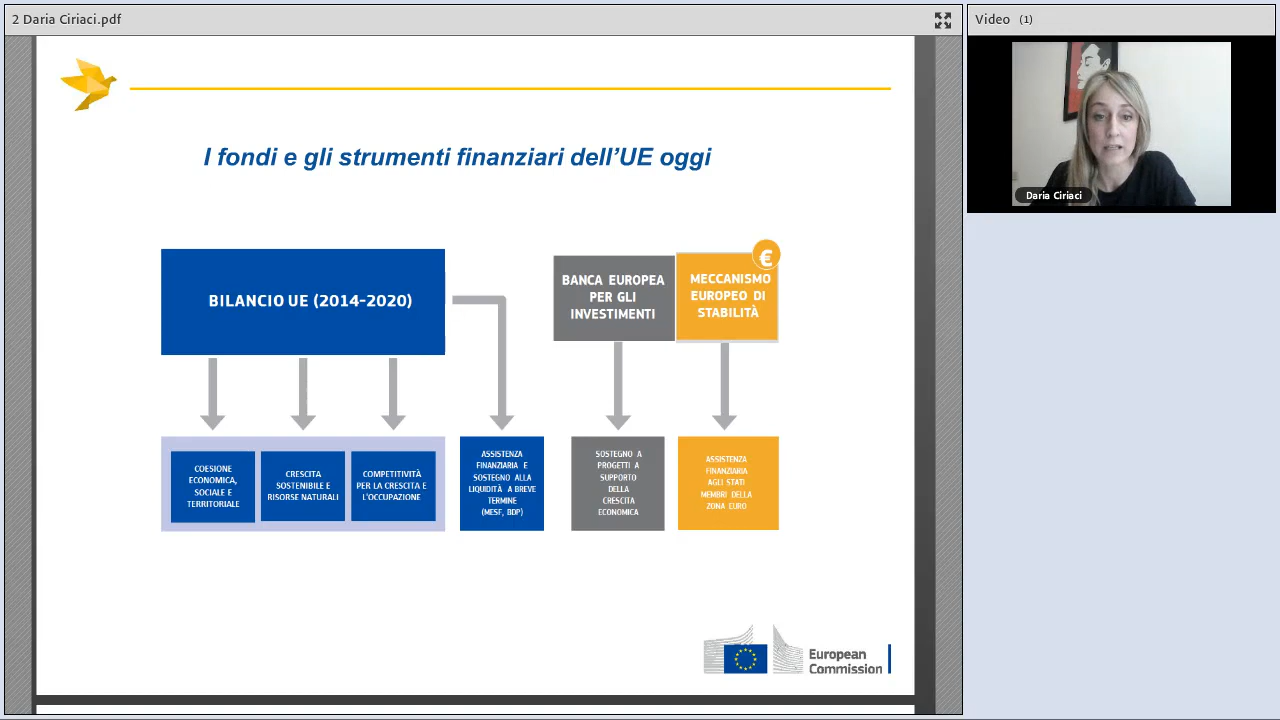 2 Daria Ciriaci.pdf
Video (1)
Daria Ciriaci
I fondi e gli strumenti finanziari dell'UE oggi
BILANCIO UE (2014-2020)
BANCA EUROPEA
PER GLI
INVESTIMENTI
€
MECCANISMO
EUROPEO DI
STABILITÀ
COESIONE
ECONOMICA,
SOCIALE E
TERRITORIALE
CRESCITA
SOSTENIBILE E
RISORSE NATURALI
COMPETITIVITÀ
PER LA CRESCITA E
L'OCCUPAZIONE
ASSISTENZA
FINANZIARIA E
SOSTEGNO ALLA
LIQUIDITÀ A BREVE
TERMINE
(MESF, BDP)
SOSTEGNO A
PROGETTI A
SUPPORTO
DELLA
CRESCITA
ECONOMICA
ASSISTENZA
FINANZIARIA
AGLI STATI
MEMBRI DELLA
ZONA EURO
European
Commission